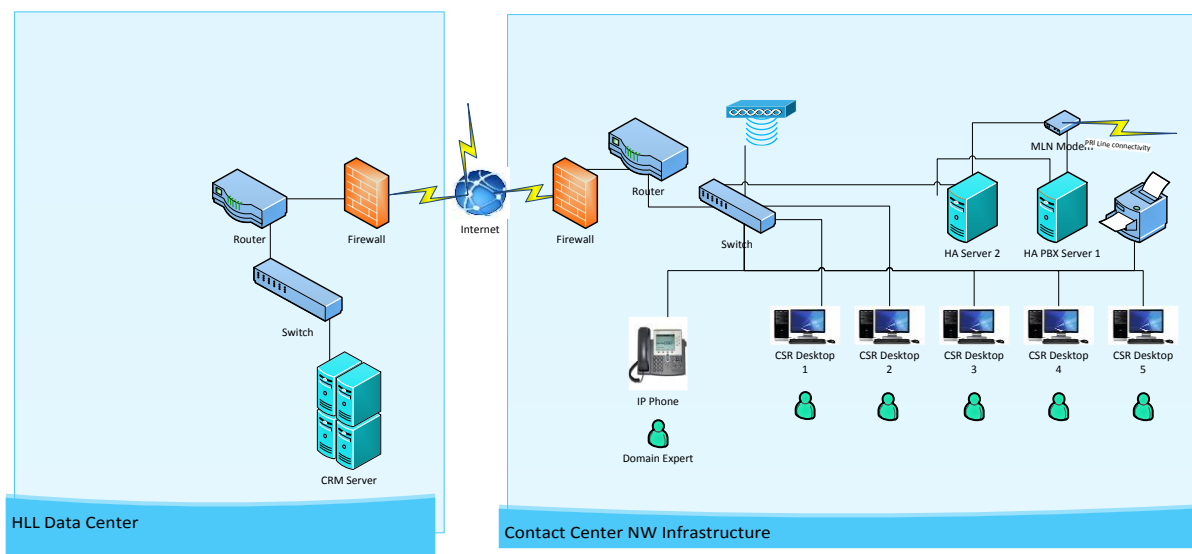 MLN Modem
PRI Line connectivity
Router
Internet
Router
Firewall
Firewall
Switch
HA Server 2
HA PBX Server 1
Switch
CSR Desktop
1
CSR Desktop
2
CSR Desktop
3
CSR Desktop
4
CSR Desktop
5
IP Phone
Domain Expert
CRM Server
HLL Data Center
Contact Center NW Infrastructure